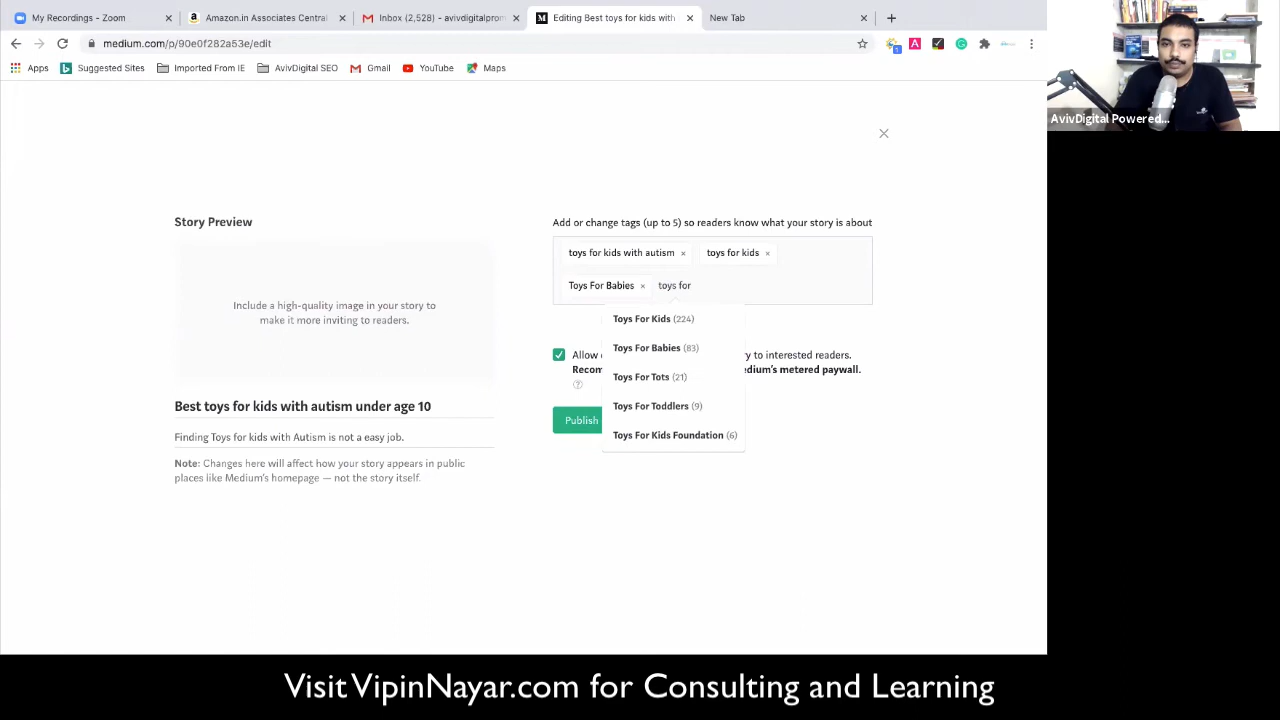 My Recordings - Zoom
Amazon.in Associates Central
Inbox (2,528) - avivdigitalprom
Editing Best toys for kids with
New Tab
medium.com/p/90e0f282a53e/edit
Apps
Suggested Sites
Imported From IE
AvivDigital SEO
Gmail
Youtube
Maps
AvivDigital Powered...
Story Preview
Include a high-quality image in your story to
make it more inviting to readers.
Best toys for kids with autism under age 10
Finding Toys for kids with Autism is not a easy job.
Note: Changes here will affect how your story appears in public
places like Medium's homepage — not the story itself.
Add or change tags (up to 5) so readers know what your story is about
toys for kids with autism ×
toys for kids ×
Toys For Babies ×
toys for
Toys For Kids (224)
Toys For Babies (83)
Toys For Tots (21)
Toys For Toddlers (9)
Toys For Kids Foundation (6)
Allow
y to interested readers.
Recom
edium's metered paywall.
Publish
Visit VipinNayar.com for Consulting and Learning